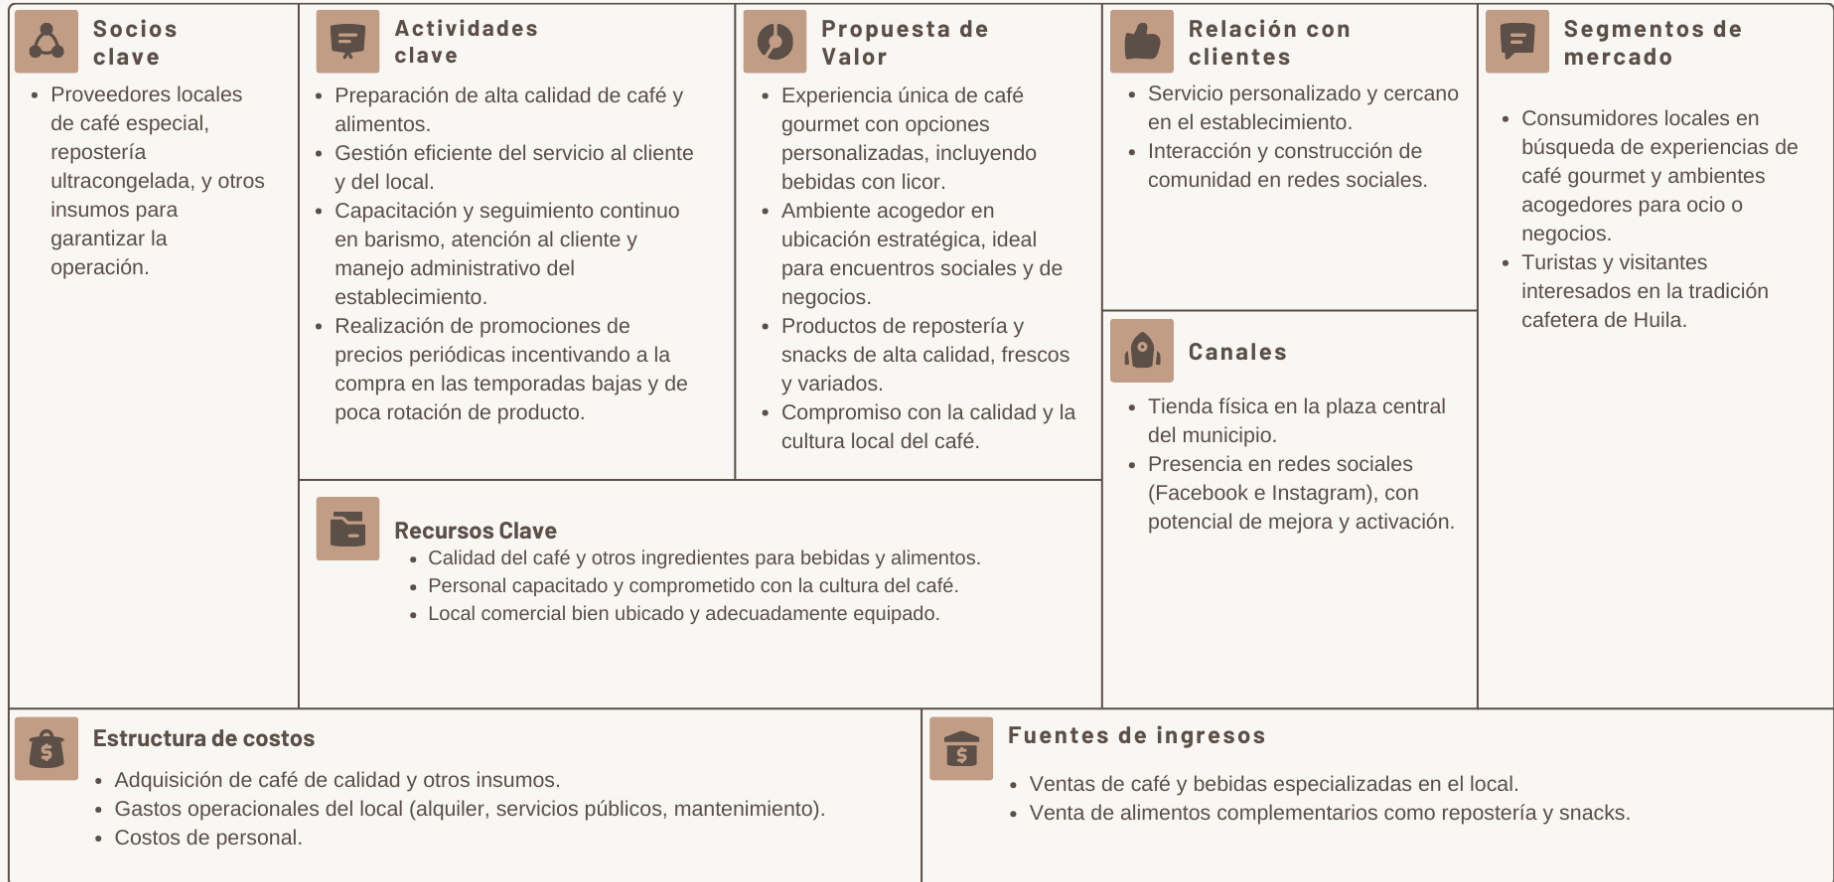 Socios
clave
Proveedores locales
de café especial,
repostería
ultracongelada, y otros
insumos para
garantizar la
operación.
Actividades
clave
Preparación de alta calidad de café y
alimentos.
Gestión eficiente del servicio al cliente
y del local.
Capacitación y seguimiento continuo
en barismo, atención al cliente y
manejo administrativo del
establecimiento.
Realización de promociones de
precios periódicas incentivando a la
compra en las temporadas bajas y de
poca rotación de producto.
Propuesta de
Valor
Experiencia única de café
gourmet con opciones
personalizadas, incluyendo
bebidas con licor.
Ambiente acogedor en
ubicación estratégica, ideal
para encuentros sociales y de
negocios.
Productos de repostería y
snacks de alta calidad, frescos
y variados.
Compromiso con la calidad y la
cultura local del café.
Relación con
clientes
Servicio personalizado y cercano
en el establecimiento.
Interacción y construcción de
comunidad en redes sociales.
Canales
Tienda física en la plaza central
del municipio.
Presencia en redes sociales
(Facebook e Instagram), con
potencial de mejora y activación.
Segmentos de
mercado
Consumidores locales en
búsqueda de experiencias de
café gourmet y ambientes
acogedores para ocio o
negocios.
Turistas y visitantes
interesados en la tradición
cafetera de Huila.
Recursos Clave
Calidad del café y otros ingredientes para bebidas y alimentos.
Personal capacitado y comprometido con la cultura del café.
Local comercial bien ubicado y adecuadamente equipado.
Estructura de costos
Adquisición de café de calidad y otros insumos.
Gastos operacionales del local (alquiler, servicios públicos, mantenimiento).
Costos de personal.
Fuentes de ingresos
Ventas de café y bebidas especializadas en el local.
Venta de alimentos complementarios como repostería y snacks.